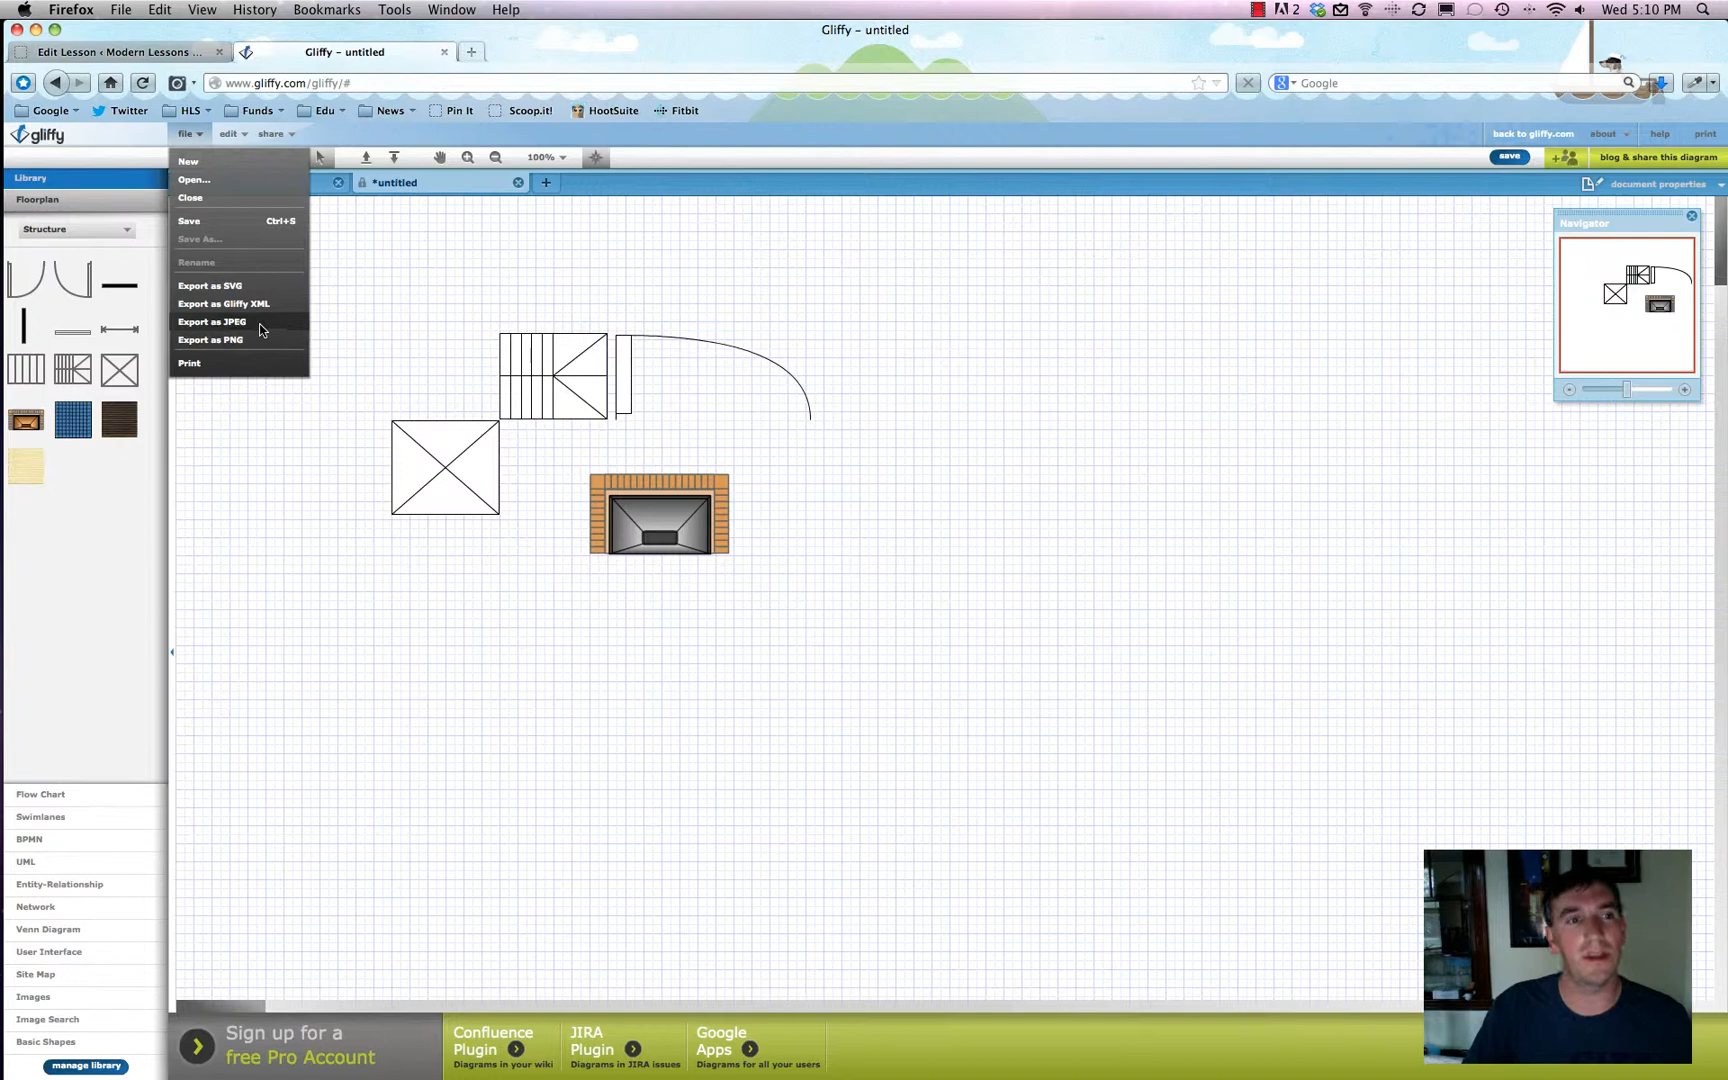 Firefox File Edit View History Bookmarks Tools Window Help
2 Wed 5:10 PM
Gliffy - untitled
Edit Lesson ‹ Modern Lessons ...
Gliffy - untitled
www.gliffy.com/gliffy/#
Google
Google Twitter HLS Funds Edu News Pin It Scoop.it! HootSuite Fitbit
gliffy
file edit share
back to gliffy.com about help print
100%
save
blog & share this diagram
*untitled
document properties
New
Open...
Close
Save Ctrl+S
Save As...
Rename
Export as SVG
Export as Gliffy XML
Export as JPEG
Export as PNG
Print
Library
Floorplan
Structure
Navigator
Flow Chart
Swimlanes
BPMN
UML
Entity-Relationship
Network
Venn Diagram
User Interface
Site Map
Images
Image Search
Basic Shapes
manage library
Sign up for a
free Pro Account
Confluence
Plugin
Diagrams in your wiki
JIRA
Plugin
Diagrams in JIRA issues
Google
Apps
Diagrams for all your users